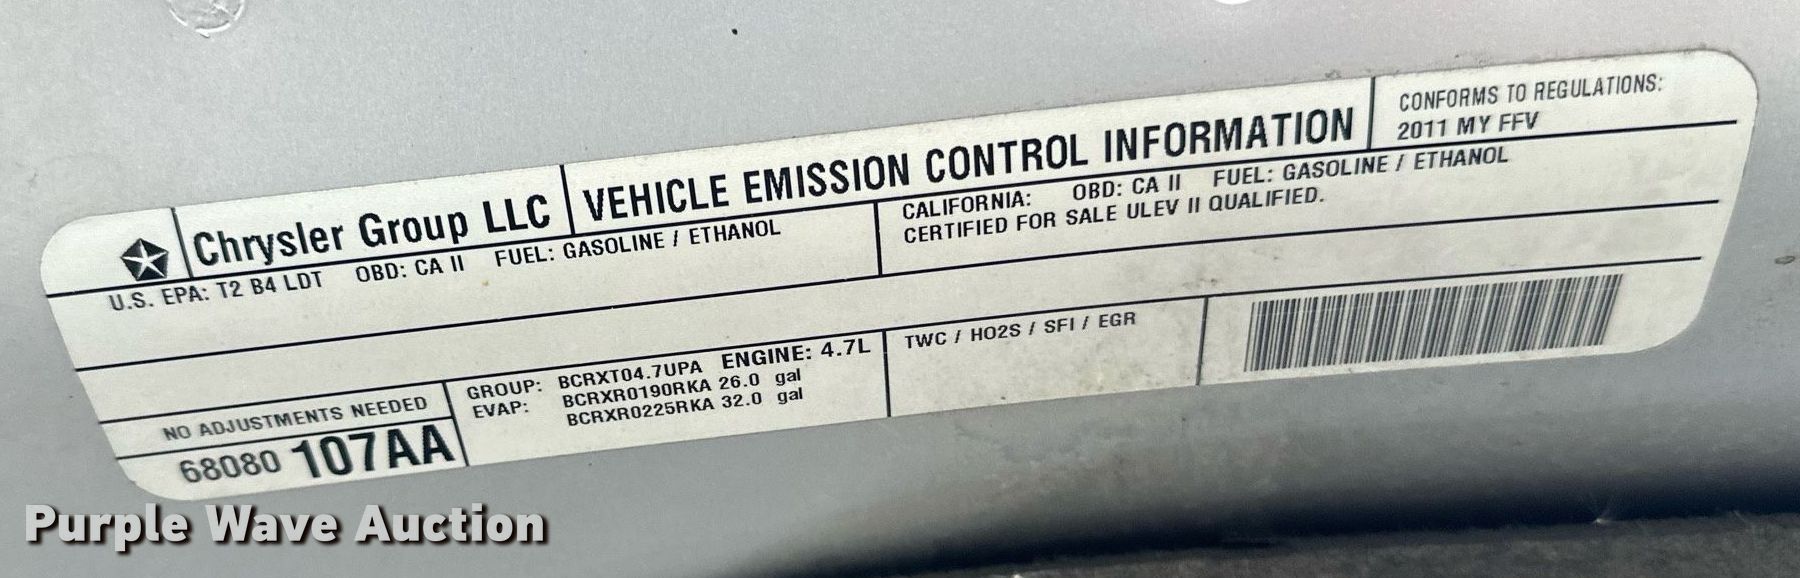 Chrysler Group LLC
VEHICLE EMISSION CONTROL INFORMATION
CONFORMS TO REGULATIONS:
2011 MY FFV
U.S. EPA: T2 B4 LDT OBD: CA II FUEL: GASOLINE / ETHANOL
CALIFORNIA: OBD: CA II FUEL: GASOLINE / ETHANOL
CERTIFIED FOR SALE ULEV II QUALIFIED.
NO ADJUSTMENTS NEEDED
68080 107AA
GROUP: BCRXT04.7UPA ENGINE: 4.7L
EVAP: BCRXR0190RKA 26.0 gal
BCRXR0225RKA 32.0 gal
TWC / HO2S / SFI / EGR
Purple Wave Auction